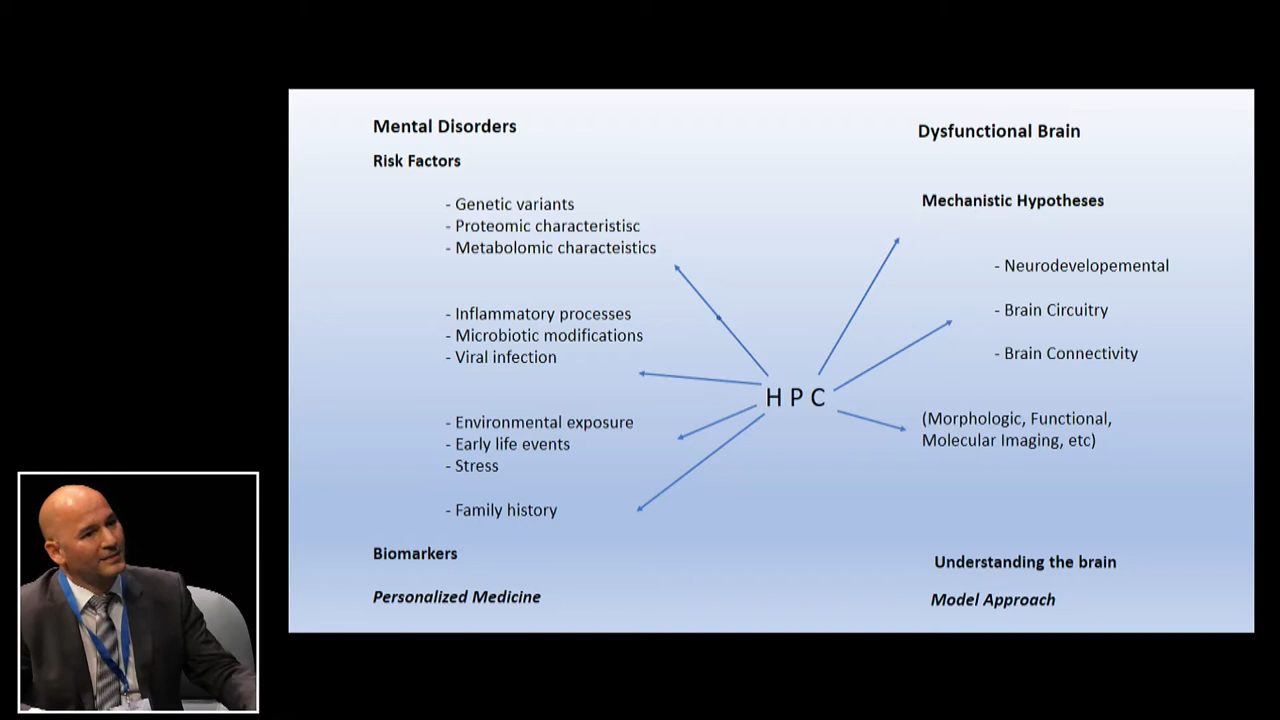 Mental Disorders
Risk Factors
- Genetic variants
- Proteomic characteristisc
- Metabolomic characteistics
- Inflammatory processes
- Microbiotic modifications
- Viral infection
- Environmental exposure
- Early life events
- Stress
- Family history
Biomarkers
Personalized Medicine
H P C
Dysfunctional Brain
Mechanistic Hypotheses
- Neurodevelopemental
- Brain Circuitry
- Brain Connectivity
(Morphologic, Functional,
Molecular Imaging, etc)
Understanding the brain
Model Approach